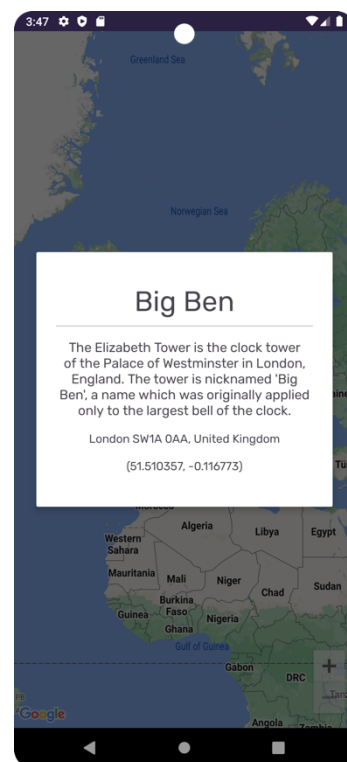 3:47
Greenland Sea
Norwegian Sea
Big Ben
The Elizabeth Tower is the clock tower
of the Palace of Westminster in London,
England. The tower is nicknamed 'Big
Ben', a name which was originally applied
only to the largest bell of the clock.
London SW1A 0AA, United Kingdom
(51.510357, -0.116773)
Algeria
Libya
Egypt
Western
Sahara
Mauritania
Mali
Niger
Chad
Sudan
Burkina
Faso
Guinea
Nigeria
Ghana
Gulf of Guinea
Gabon
DRC
+
Tanz
Google
Angola
Zambia